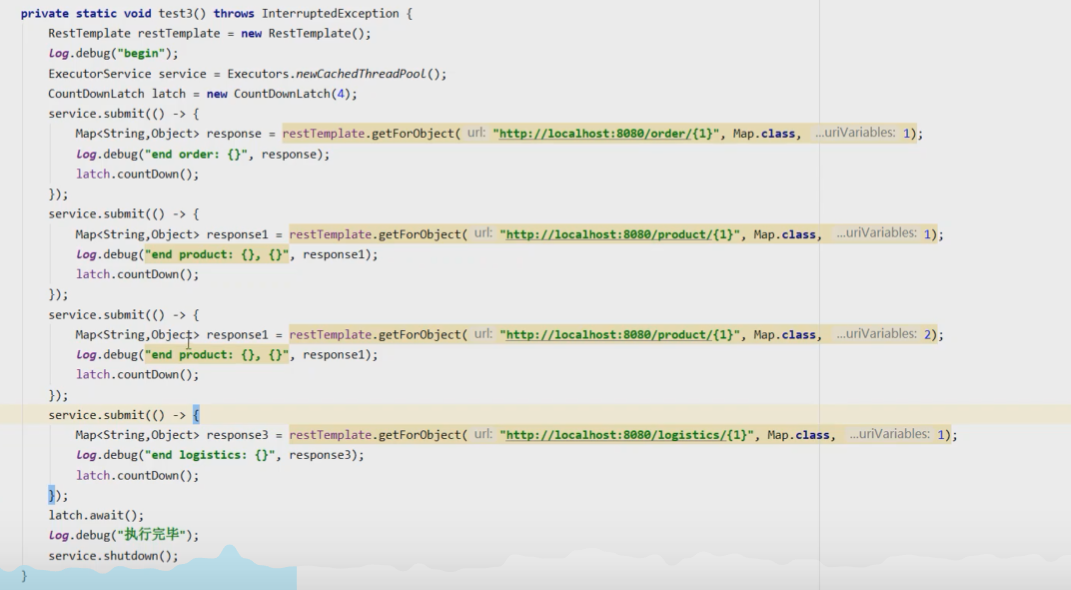 private static void test3() throws InterruptedException {
RestTemplate restTemplate = new RestTemplate();
log.debug("begin");
ExecutorService service = Executors.newCachedThreadPool();
CountDownLatch latch = new CountDownLatch(4);
service.submit(() -> {
Map<String,Object> response = restTemplate.getForObject( url: "http://localhost:8080/order/{1}", Map.class, ...uriVariables: 1);
log.debug("end order: {}", response);
latch.countDown();
});
service.submit(() -> {
Map<String,Object> response1 = restTemplate.getForObject( url: "http://localhost:8080/product/{1}", Map.class, ...uriVariables: 1);
log.debug("end product: {}, {}", response1);
latch.countDown();
});
service.submit(() -> {
Map<String,Object> response1 = restTemplate.getForObject( url: "http://localhost:8080/product/{1}", Map.class, ...uriVariables: 2);
log.debug("end product: {}, {}", response1);
latch.countDown();
});
service.submit(() -> {
Map<String,Object> response3 = restTemplate.getForObject( url: "http://localhost:8080/logistics/{1}", Map.class, ...uriVariables: 1);
log.debug("end logistics: {}", response3);
latch.countDown();
});
latch.await();
log.debug("执行完毕");
service.shutdown();
}